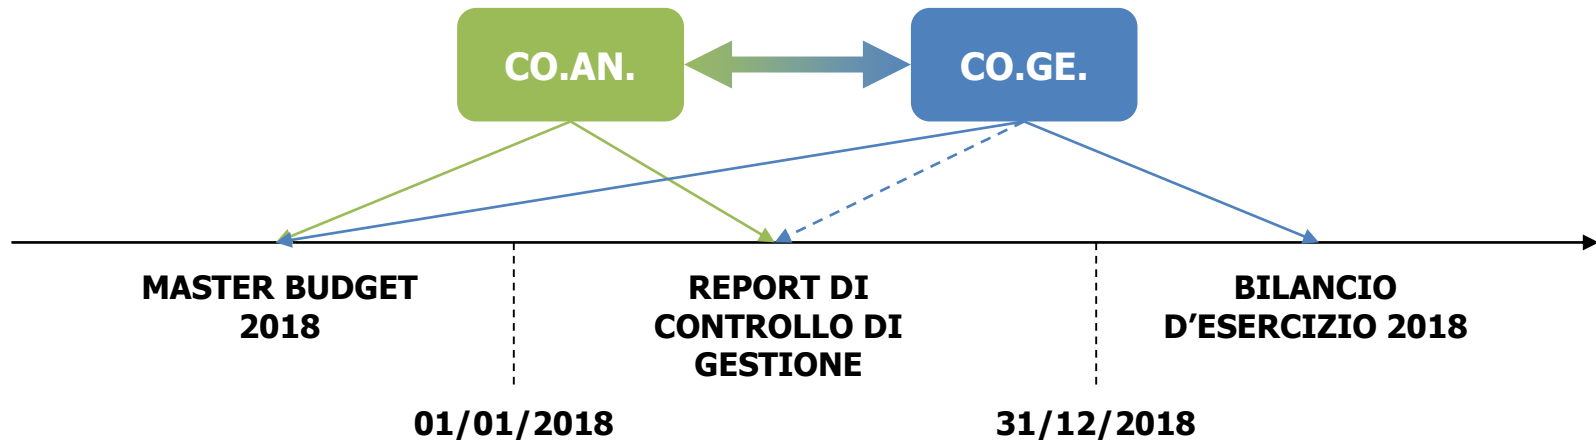 CO.AN.
CO.GE.
MASTER BUDGET
2018
REPORT DI
CONTROLLO DI
GESTIONE
BILANCIO
D’ESERCIZIO 2018
01/01/2018
31/12/2018